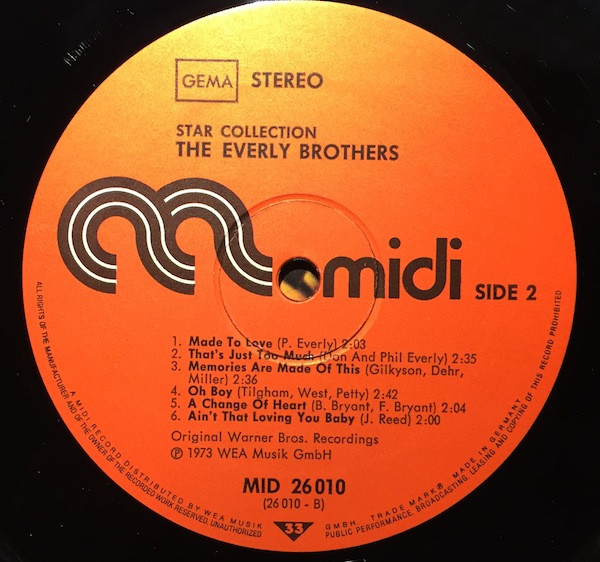 GEMA STEREO
STAR COLLECTION
THE EVERLY BROTHERS
midi SIDE 2
1. Made To Love (P. Everly) 2:03
2. That's Just Too Much (Don And Phil Everly) 2:35
3. Memories Are Made Of This (Gilkyson, Dehr,
Miller) 2:36
4. Oh Boy (Tilgham, West, Petty) 2:42
5. A Change Of Heart (B. Bryant, F. Bryant) 2:04
6. Ain't That Loving You Baby (J. Reed) 2:00
Original Warner Bros. Recordings
℗ 1973 WEA Musik GmbH
MID 26010
(26 010 - B)
33
ALL RIGHTS OF THE MANUFACTURER AND OF THE OWNER OF THE RECORDED WORK RESERVED, UNAUTHORIZED PUBLIC PERFORMANCE, BROADCASTING, LEASING AND COPYING OF THIS RECORD PROHIBITED
A MIDI RECORD DISTRIBUTED BY WEA MUSIK GMBH, TRADE MARK® MADE IN GERMANY